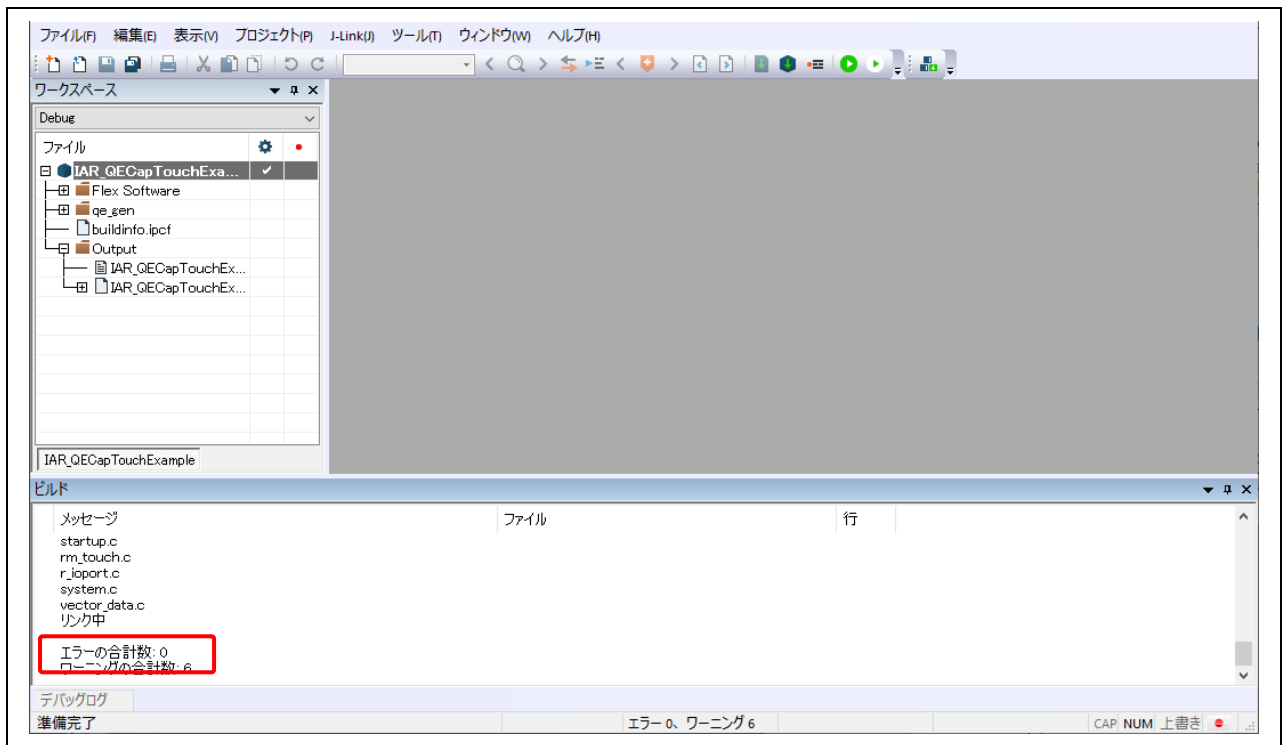 ファイル(F) 編集(E) 表示(V) プロジェクト(P) J-Link(J) ツール(T) ウィンドウ(W) ヘルプ(H)
ワークスペース
Debug
ファイル
IAR_QECapTouchExa...
Flex Software
qe_gen
buildinfo.ipcf
Output
IAR_QECapTouchEx...
IAR_QECapTouchEx...
IAR_QECapTouchExample
ビルド
メッセージ ファイル 行
startup.c
rm_touch.c
r_ioport.c
system.c
vector_data.c
リンク中
エラーの合計数: 0
ワーニングの合計数: 6
デバッグログ
準備完了 エラー 0、ワーニング 6 CAP NUM 上書き